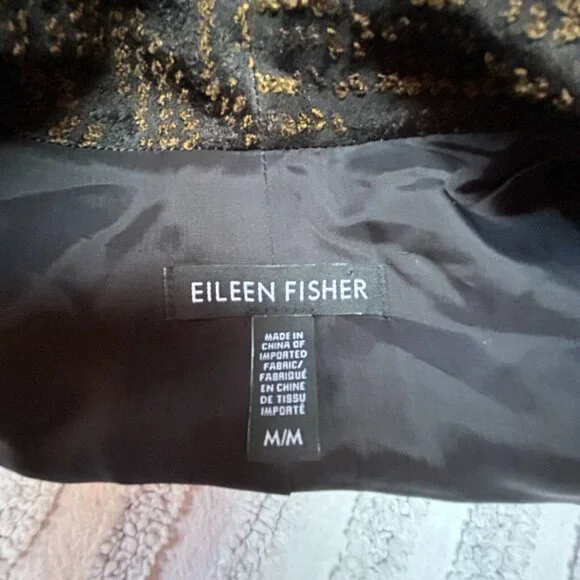 EILEEN FISHER
MADE IN
CHINA OF
IMPORTED
FABRIC/
FABRIQUÉ
EN CHINE
DE TISSU
IMPORTÉ
M/M